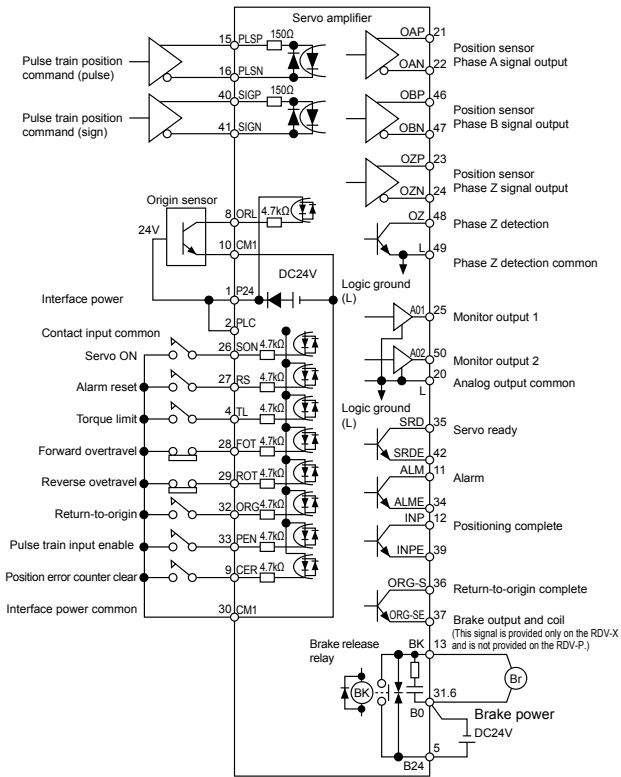 Servo amplifier
15 PLSP 150Ω
Pulse train position
command (pulse)
16 PLSN
40 SIGP 150Ω
Pulse train position
command (sign)
41 SIGN
Origin sensor
24V
8 ORL 4.7kΩ
10 CM1
DC24V
Interface power
1 P24
2 PLC
Contact input common
Servo ON
26 SON 4.7kΩ
Alarm reset
27 RS 4.7kΩ
Torque limit
4 TL 4.7kΩ
Forward overtravel
28 FOT 4.7kΩ
Reverse ovetravel
29 ROT 4.7kΩ
Return-to-origin
32 ORG 4.7kΩ
Pulse train input enable
33 PEN 4.7kΩ
Position error counter clear
9 CER 4.7kΩ
Interface power common
30 CM1
OAP 21
Position sensor
Phase A signal output
OAN 22
OBP 46
Position sensor
Phase B signal output
OBN 47
OZP 23
Position sensor
Phase Z signal output
OZN 24
OZ 48
Phase Z detection
L 49
Phase Z detection common
Logic ground
(L)
A01 25
Monitor output 1
A02 50
Monitor output 2
20
L
Analog output common
Logic ground
(L)
SRD 35
Servo ready
SRDE 42
ALM 11
Alarm
ALME 34
INP 12
Positioning complete
INPE 39
ORG-S 36
Return-to-origin complete
ORG-SE 37
Brake output and coil
(This signal is provided only on the RDV-X
and is not provided on the RDV-P.)
Brake release
relay
BK 13
BK
Br
31.6
B0
Brake power
DC24V
5
B24